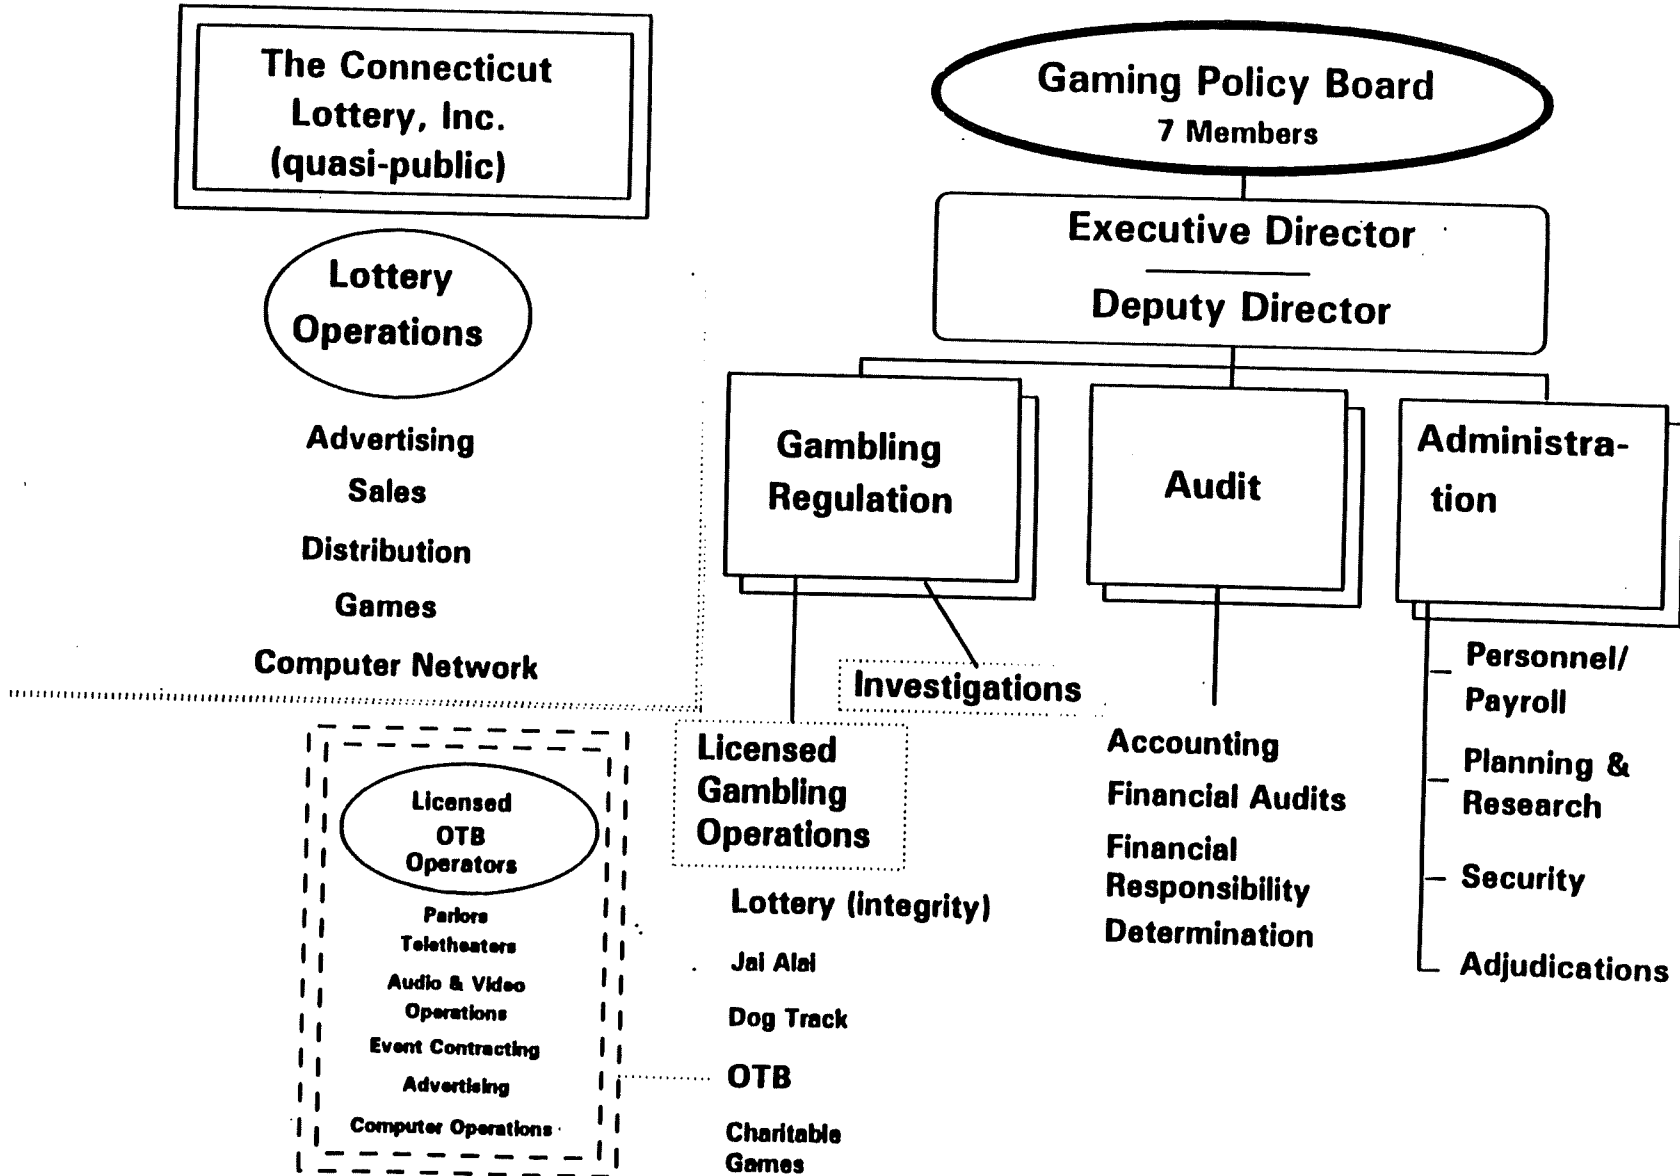 The Connecticut
Lottery, Inc.
(quasi-public)
Lottery
Operations
Advertising
Sales
Distribution
Games
Computer Network
Gaming Policy Board
7 Members
Executive Director
Deputy Director
Gambling
Regulation
Audit
Administra-
tion
Investigations
Licensed
Gambling
Operations
Lottery (integrity)
Jai Alai
Dog Track
OTB
Charitable
Games
Accounting
Financial Audits
Financial
Responsibility
Determination
Personnel/
Payroll
Planning &
Research
Security
Adjudications
Licensed
OTB
Operators
Parlors
Teletheaters
Audio & Video
Operations
Event Contracting
Advertising
Computer Operations